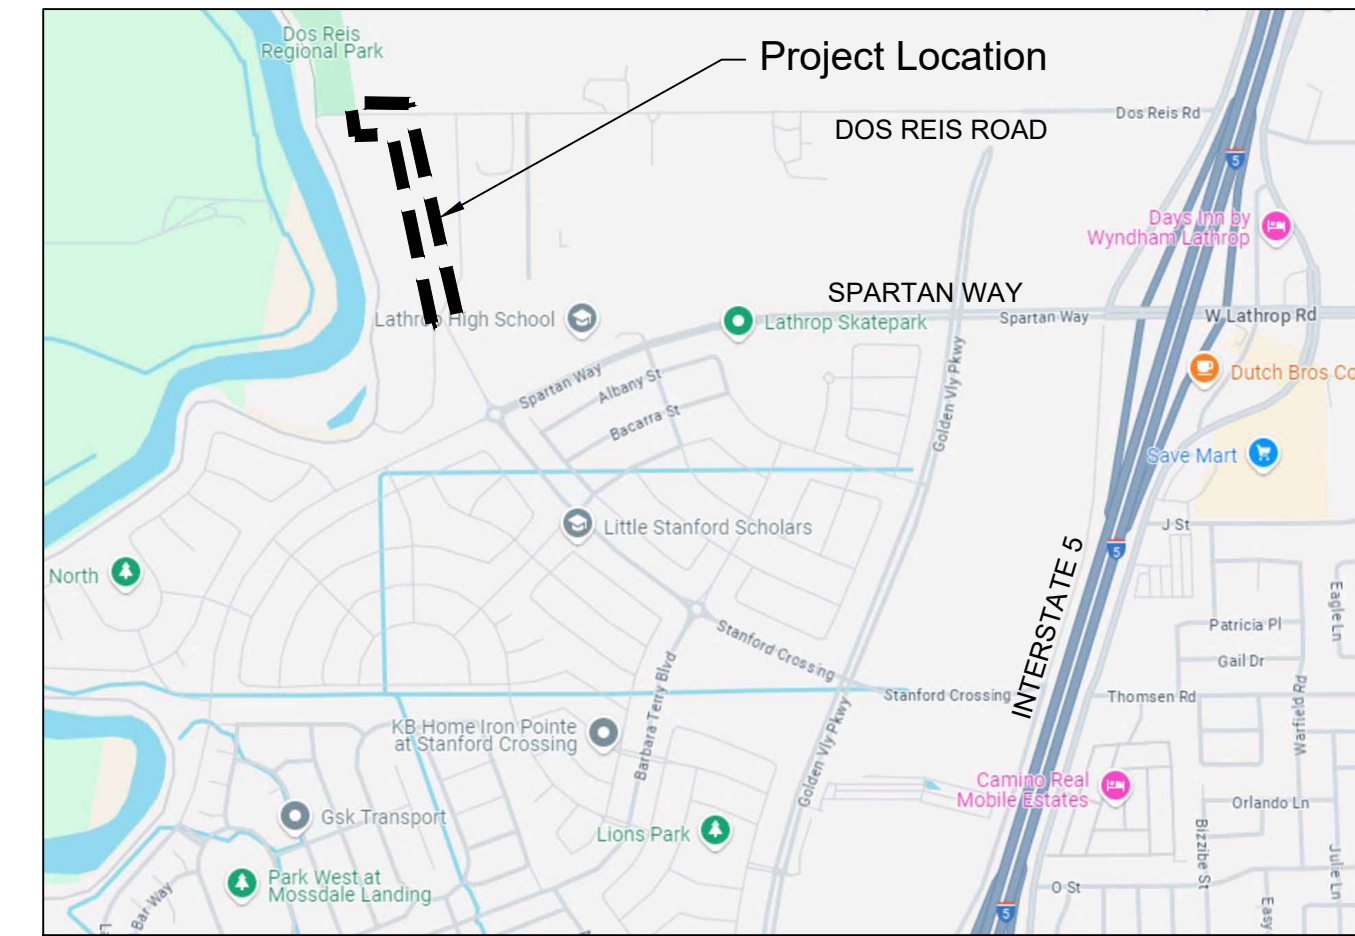 Dos Reis
Regional Park
Project Location
Dos Reis Rd
DOS REIS ROAD
5
Days Inn by
Wyndham Lathrop
SPARTAN WAY
Lathrop High School
Lathrop Skatepark
Spartan Way
W Lathrop Rd
Spartan Way
Albany St
Bacarra St
Golden Vly Pkwy
Dutch Bros Co
Save Mart
Little Stanford Scholars
J St
5
INTERSTATE 5
North
Eagle Ln
Patricia Pl
Gail Dr
Stanford Crossing
Barbara Terry Blvd
Stanford Crossing
Thomsen Rd
Warfield Rd
KB Home Iron Pointe
at Stanford Crossing
Golden Vly Pkwy
Camino Real
Mobile Estates
Orlando Ln
Gsk Transport
Lions Park
Bizzibe St
Julie Ln
Park West at
Mossdale Landing
Bar Way
La
O St
Easy
5